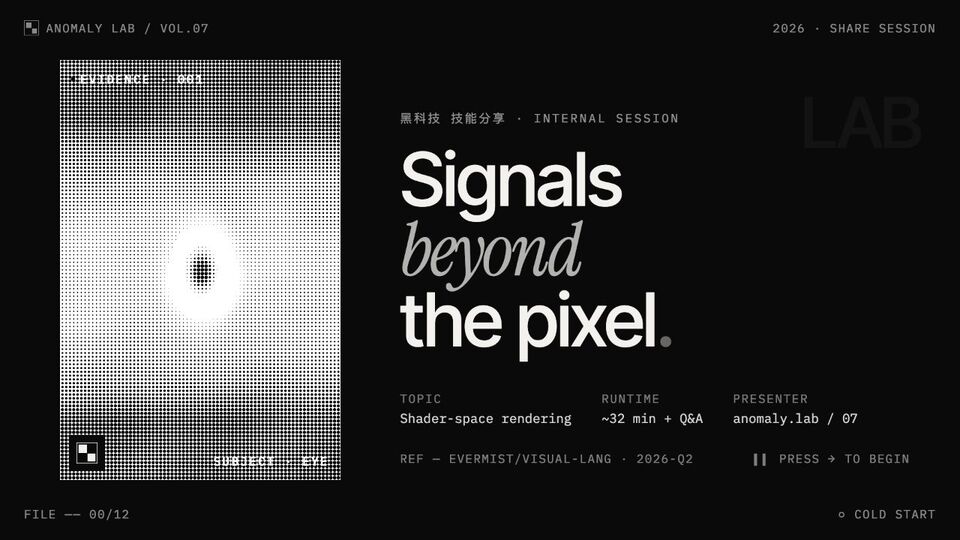 ANOMALY LAB / VOL.07
2026 · SHARE SESSION
EVIDENCE · 001
SUBJECT · EYE
黑科技 技能分享 · INTERNAL SESSION
LAB
Signals
beyond
the pixel.
TOPIC
Shader-space rendering
RUNTIME
~32 min + Q&A
PRESENTER
anomaly.lab / 07
REF — EVERMIST/VISUAL-LANG · 2026-Q2
PRESS → TO BEGIN
FILE —— 00/12
COLD START